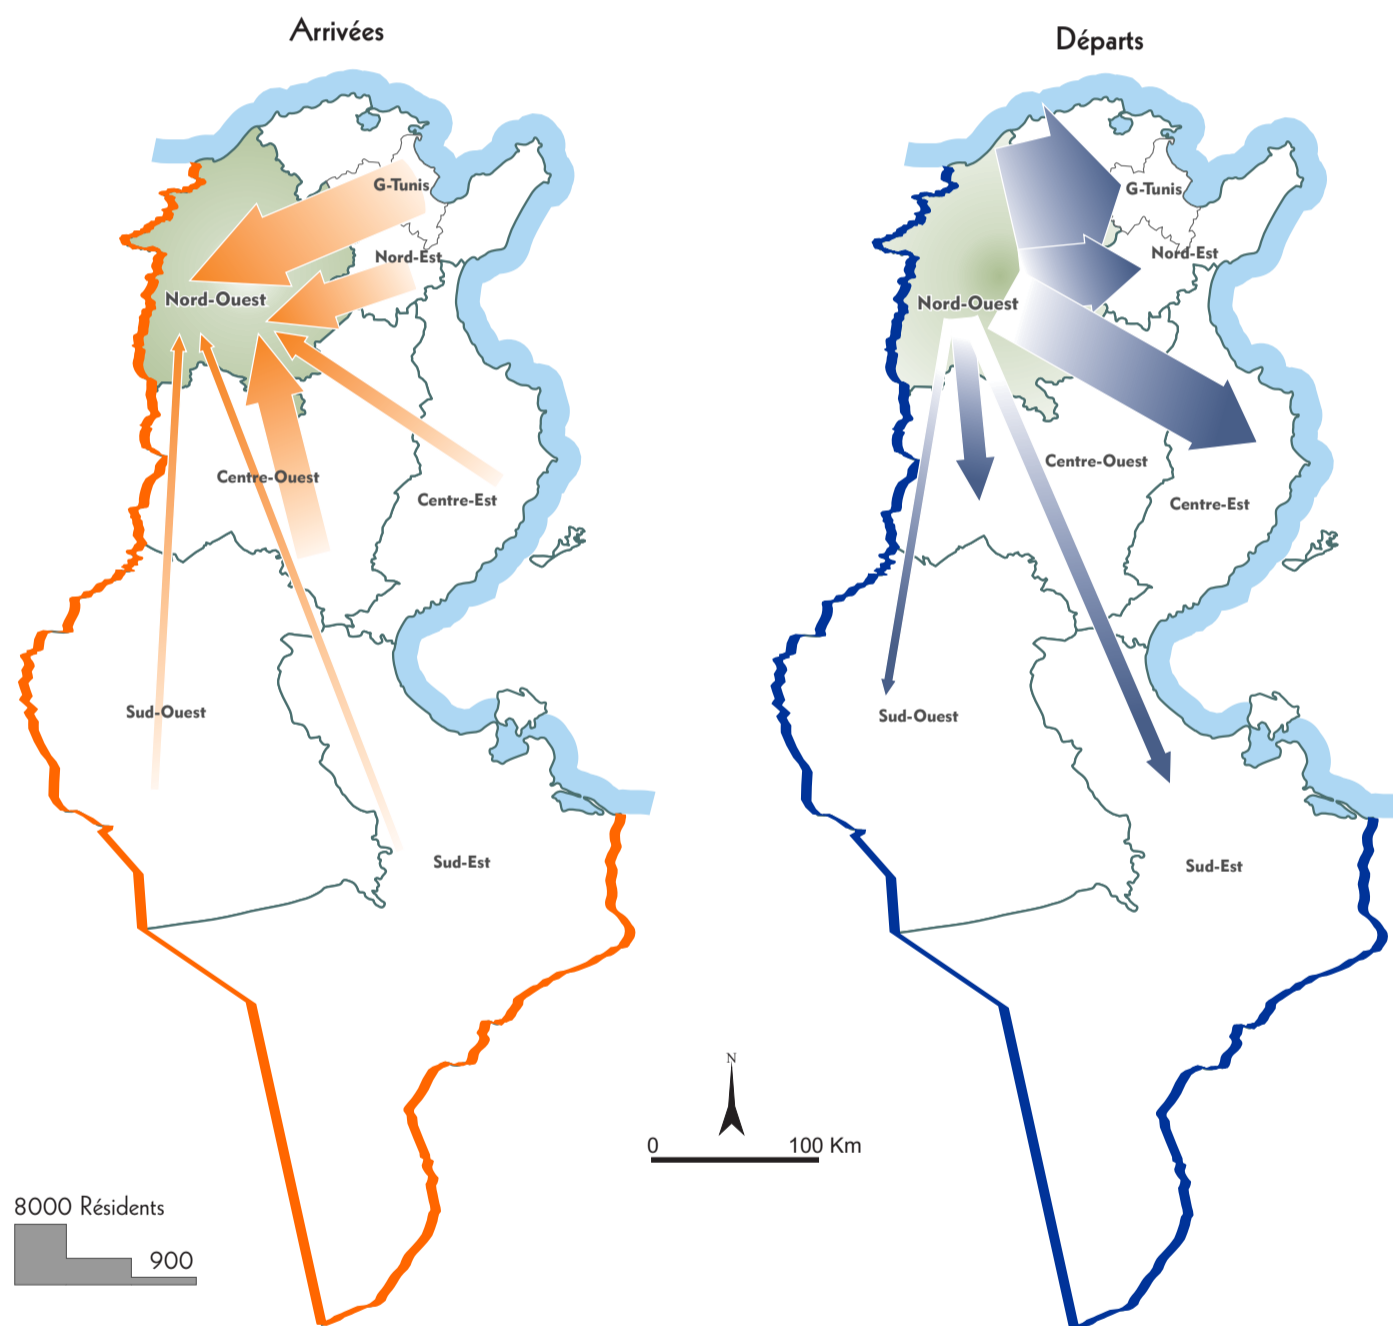 Arrivées
G-Tunis
Nord-Est
Nord-Ouest
Centre-Ouest
Centre-Est
Sud-Ouest
Sud-Est
Départs
G-Tunis
Nord-Est
Nord-Ouest
Centre-Ouest
Centre-Est
Sud-Ouest
Sud-Est
N
0 100 Km
8000 Résidents
900